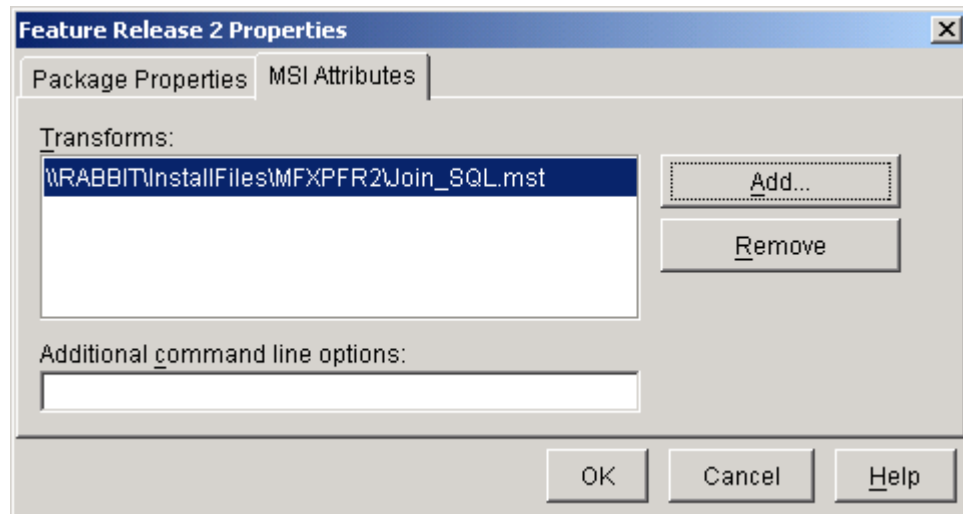 Feature Release 2 Properties
Package Properties MSI Attributes
Transforms:
\\RABBIT\InstallFiles\MFXPFR2\Join_SQL.mst
Add...
Remove
Additional command line options:
OK Cancel Help